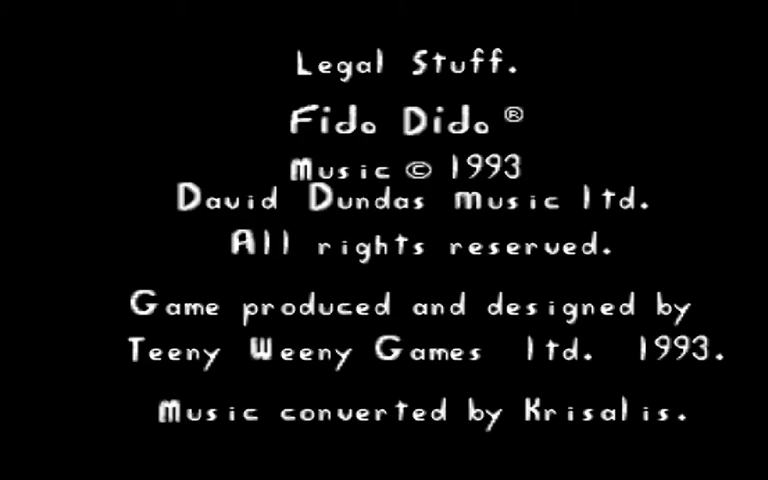 Legal Stuff.
Fido Dido ®
Music © 1993
David Dundas Music ltd.
All rights reserved.
Game produced and designed by
Teeny Weeny Games ltd. 1993.
Music converted by Krisalis.